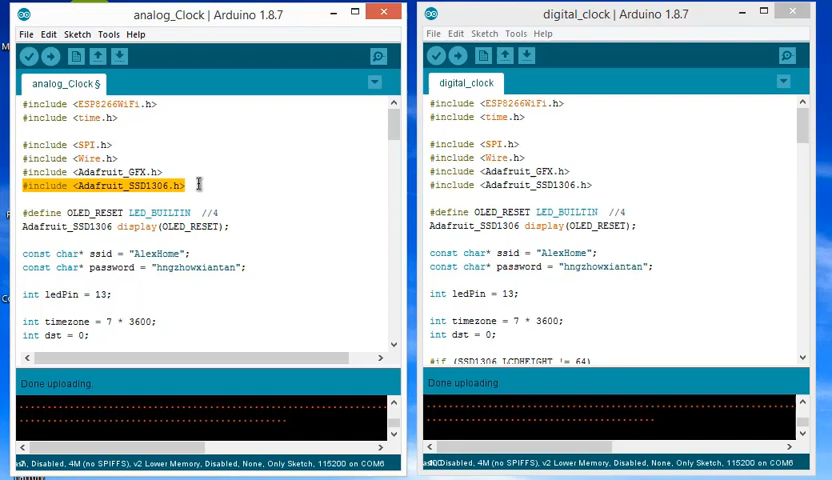 analog_Clock | Arduino 1.8.7
File Edit Sketch Tools Help
analog_Clock §
#include <ESP8266WiFi.h>
#include <time.h>
#include <SPI.h>
#include <Wire.h>
#include <Adafruit_GFX.h>
#include <Adafruit_SSD1306.h>
#define OLED_RESET LED_BUILTIN //4
Adafruit_SSD1306 display(OLED_RESET);
const char* ssid = "AlexHome";
const char* password = "hngzhowxiantan";
int ledPin = 13;
int timezone = 7 * 3600;
int dst = 0;
Done uploading.
Disabled, 4M (no SPIFFS), v2 Lower Memory, Disabled, None, Only Sketch, 115200 on COM6
digital_clock | Arduino 1.8.7
File Edit Sketch Tools Help
digital_clock
#include <ESP8266WiFi.h>
#include <time.h>
#include <SPI.h>
#include <Wire.h>
#include <Adafruit_GFX.h>
#include <Adafruit_SSD1306.h>
#define OLED_RESET LED_BUILTIN //4
Adafruit_SSD1306 display(OLED_RESET);
const char* ssid = "AlexHome";
const char* password = "hngzhowxiantan";
int ledPin = 13;
int timezone = 7 * 3600;
int dst = 0;
#if (SSD1306_LCDHEIGHT != 64)
Done uploading.
Disabled, 4M (no SPIFFS), v2 Lower Memory, Disabled, None, Only Sketch, 115200 on COM6